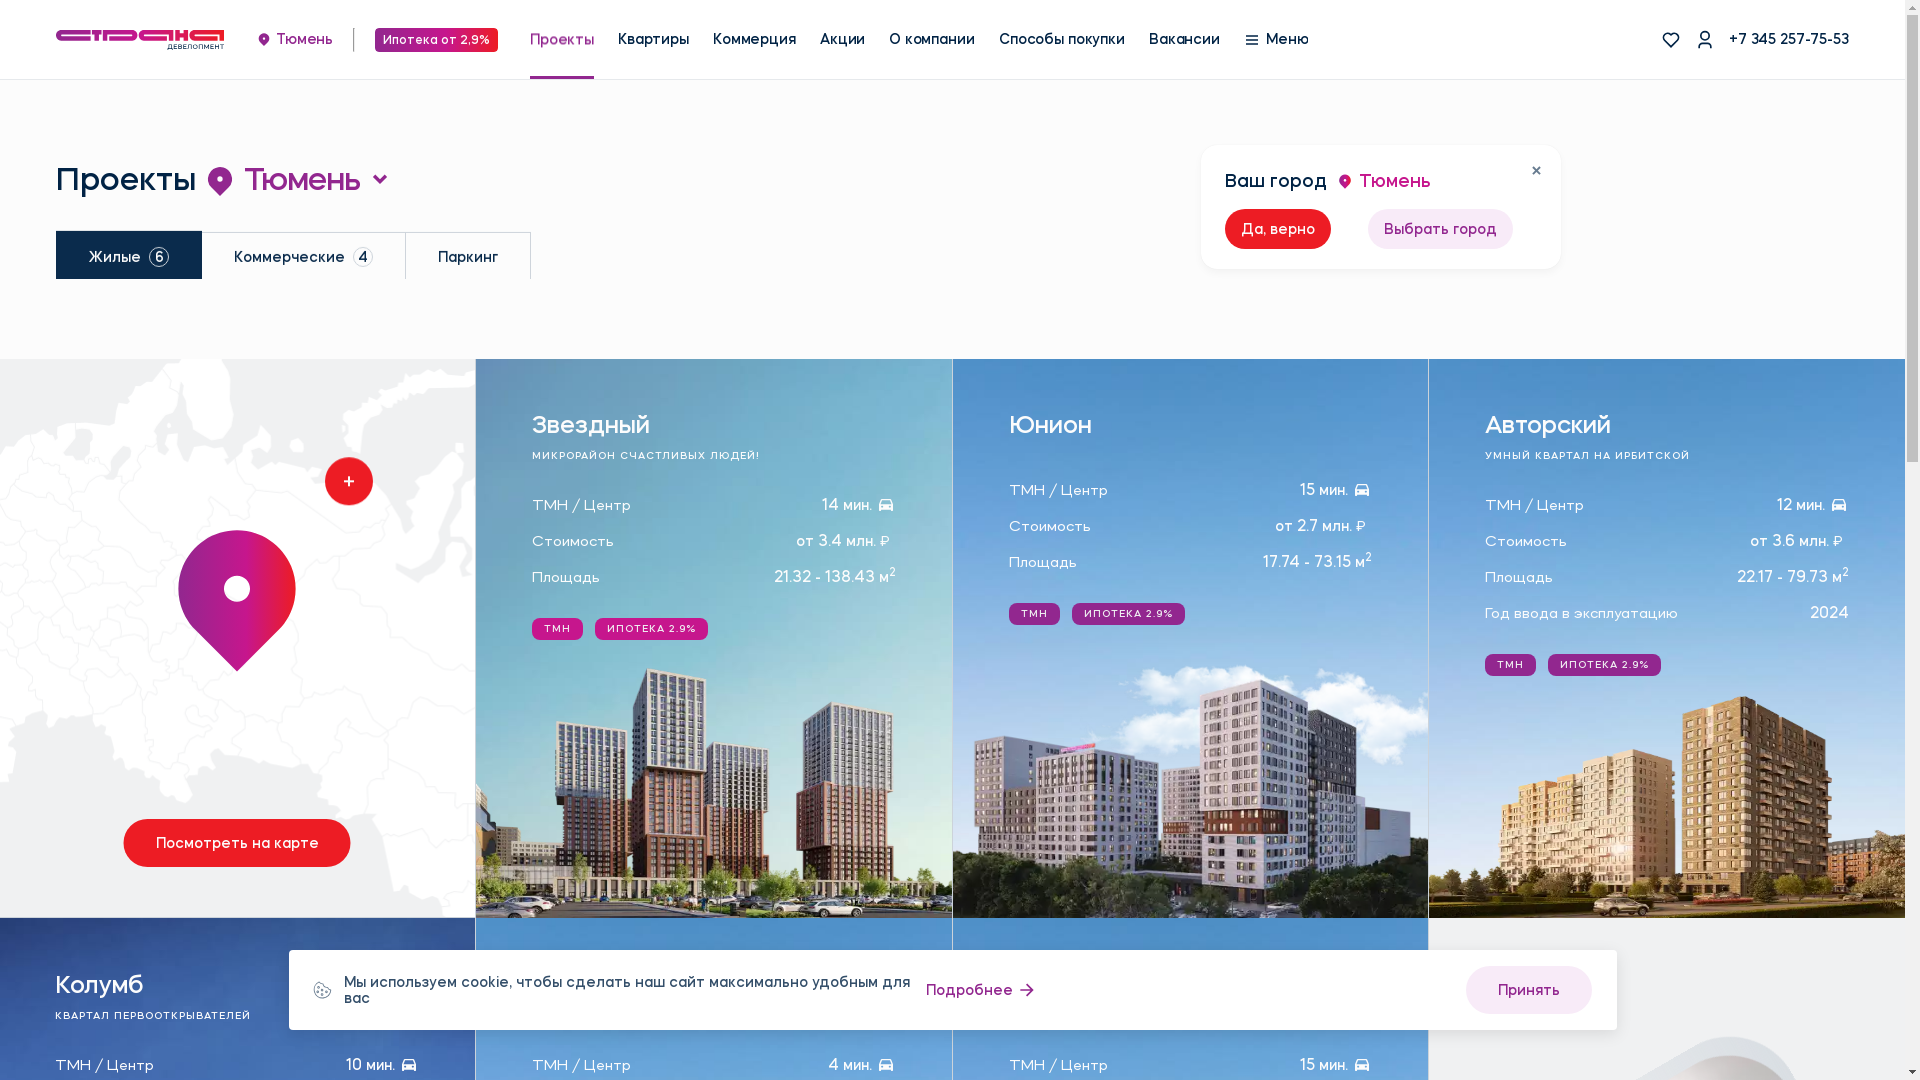 страна
ДЕВЕЛОПМЕНТ
Тюмень
Ипотека от 2,9%
Проекты
Квартиры
Коммерция
Акции
О компании
Способы покупки
Вакансии
Меню
+7 345 257-75-53
Проекты Тюмень
Ваш город Тюмень
Да, верно
Выбрать город
Жилые 6
Коммерческие 4
Паркинг
+
Посмотреть на карте
Звездный
МИКРОРАЙОН СЧАСТЛИВЫХ ЛЮДЕЙ!
ТМН / Центр 14 мин.
Стоимость от 3.4 млн. ₽
Площадь 21.32 - 138.43 м2
ТМН ИПОТЕКА 2.9%
Юнион
ТМН / Центр 15 мин.
Стоимость от 2.7 млн. ₽
Площадь 17.74 - 73.15 м2
ТМН ИПОТЕКА 2.9%
Авторский
УМНЫЙ КВАРТАЛ НА ИРБИТСКОЙ
ТМН / Центр 12 мин.
Стоимость от 3.6 млн. ₽
Площадь 22.17 - 79.73 м2
Год ввода в эксплуатацию 2024
ТМН ИПОТЕКА 2.9%
Колумб
КВАРТАЛ ПЕРВООТКРЫВАТЕЛЕЙ
ТМН / Центр 10 мин.
ТМН / Центр 4 мин.
ТМН / Центр 15 мин.
Мы используем cookie, чтобы сделать наш сайт максимально удобным для
вас
Подробнее
Принять